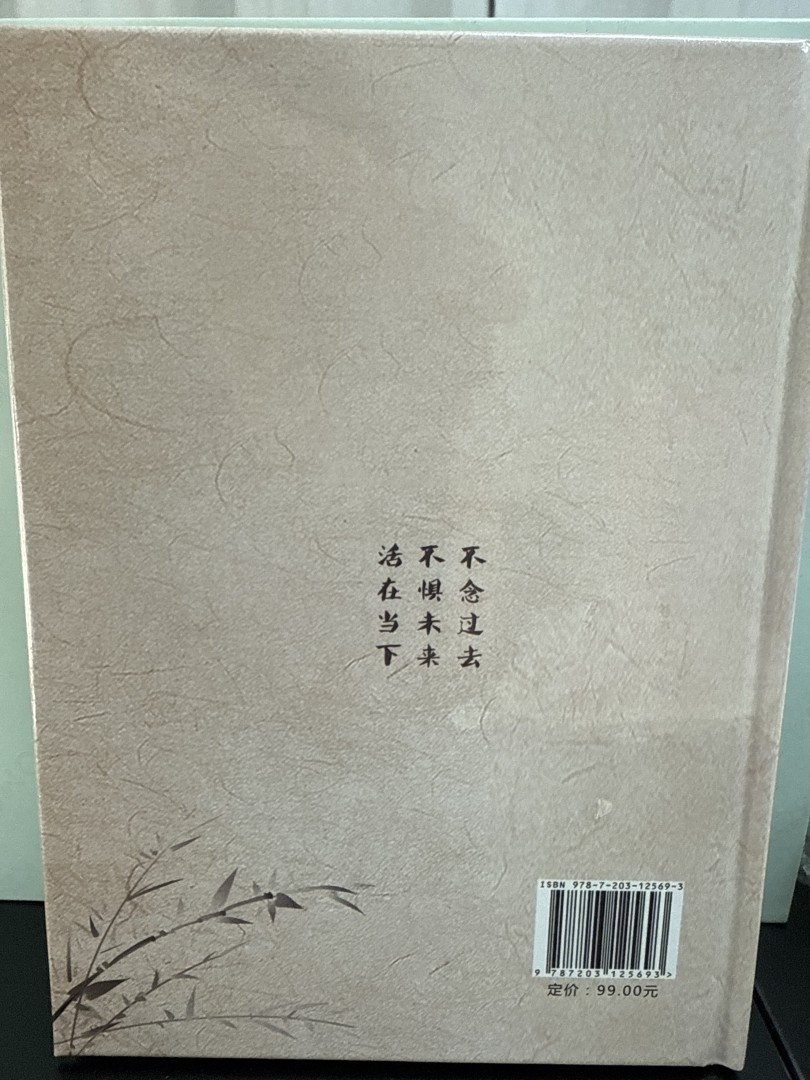 不念过去
不惧未来
活在当下
ISBN 978-7-203-12569-3
9 787203 125693 >
定价：99.00元